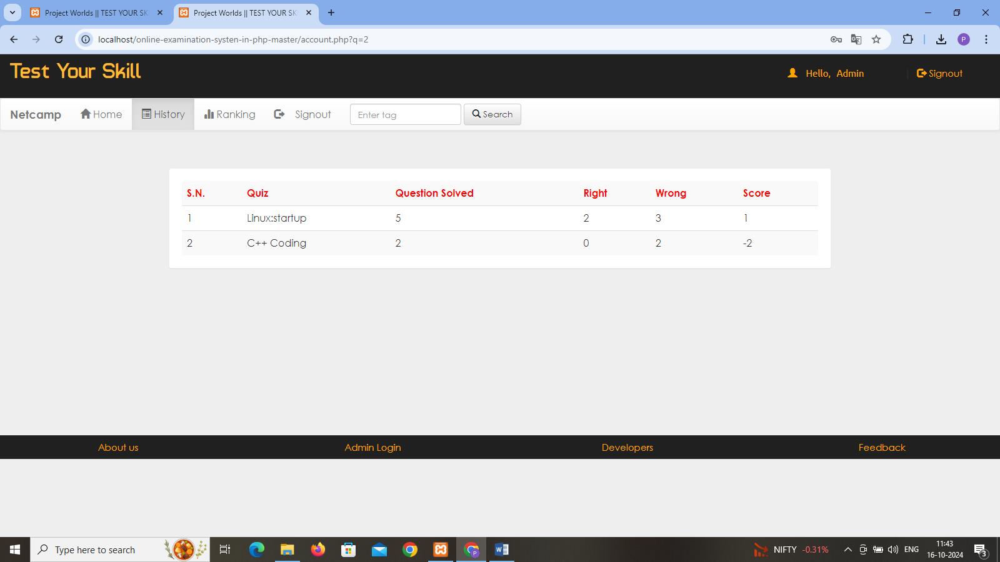 Project Worlds || TEST YOUR SK
Project Worlds || TEST YOUR SK
localhost/online-examination-systen-in-php-master/account.php?q=2
P
Test Your Skill
Hello, Admin
Signout
Netcamp
Home
History
Ranking
Signout
Enter tag
Search
S.N. Quiz Question Solved Right Wrong Score
1 Linux:startup 5 2 3 1
2 C++ Coding 2 0 2 -2
About us
Admin Login
Developers
Feedback
Type here to search
P
NIFTY -0.31%
ENG
11:43
16-10-2024
3